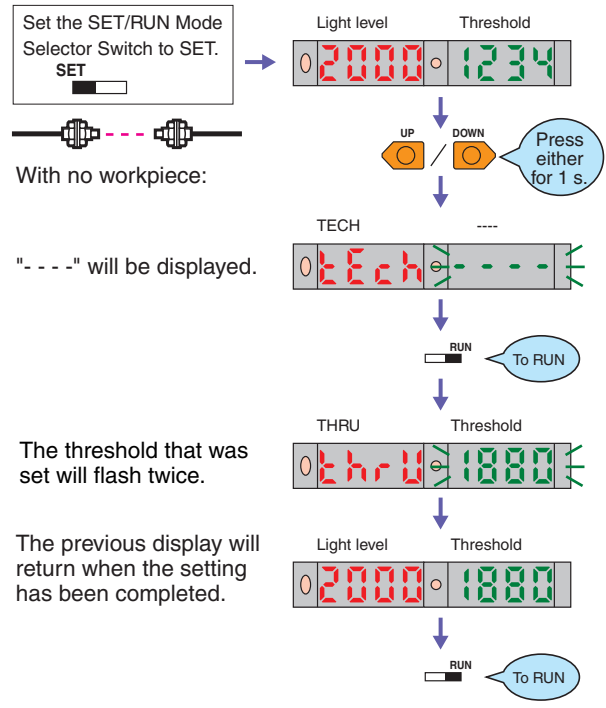 Set the SET/RUN Mode
Selector Switch to SET.
SET
Light level Threshold
2000 1234
UP / DOWN
Press
either
for 1 s.
With no workpiece:
TECH ----
"- - - -" will be displayed.
tEch - - - -
RUN
To RUN
THRU Threshold
The threshold that was
set will flash twice.
thrU 1880
The previous display will
return when the setting
has been completed.
Light level Threshold
2000 1880
RUN
To RUN